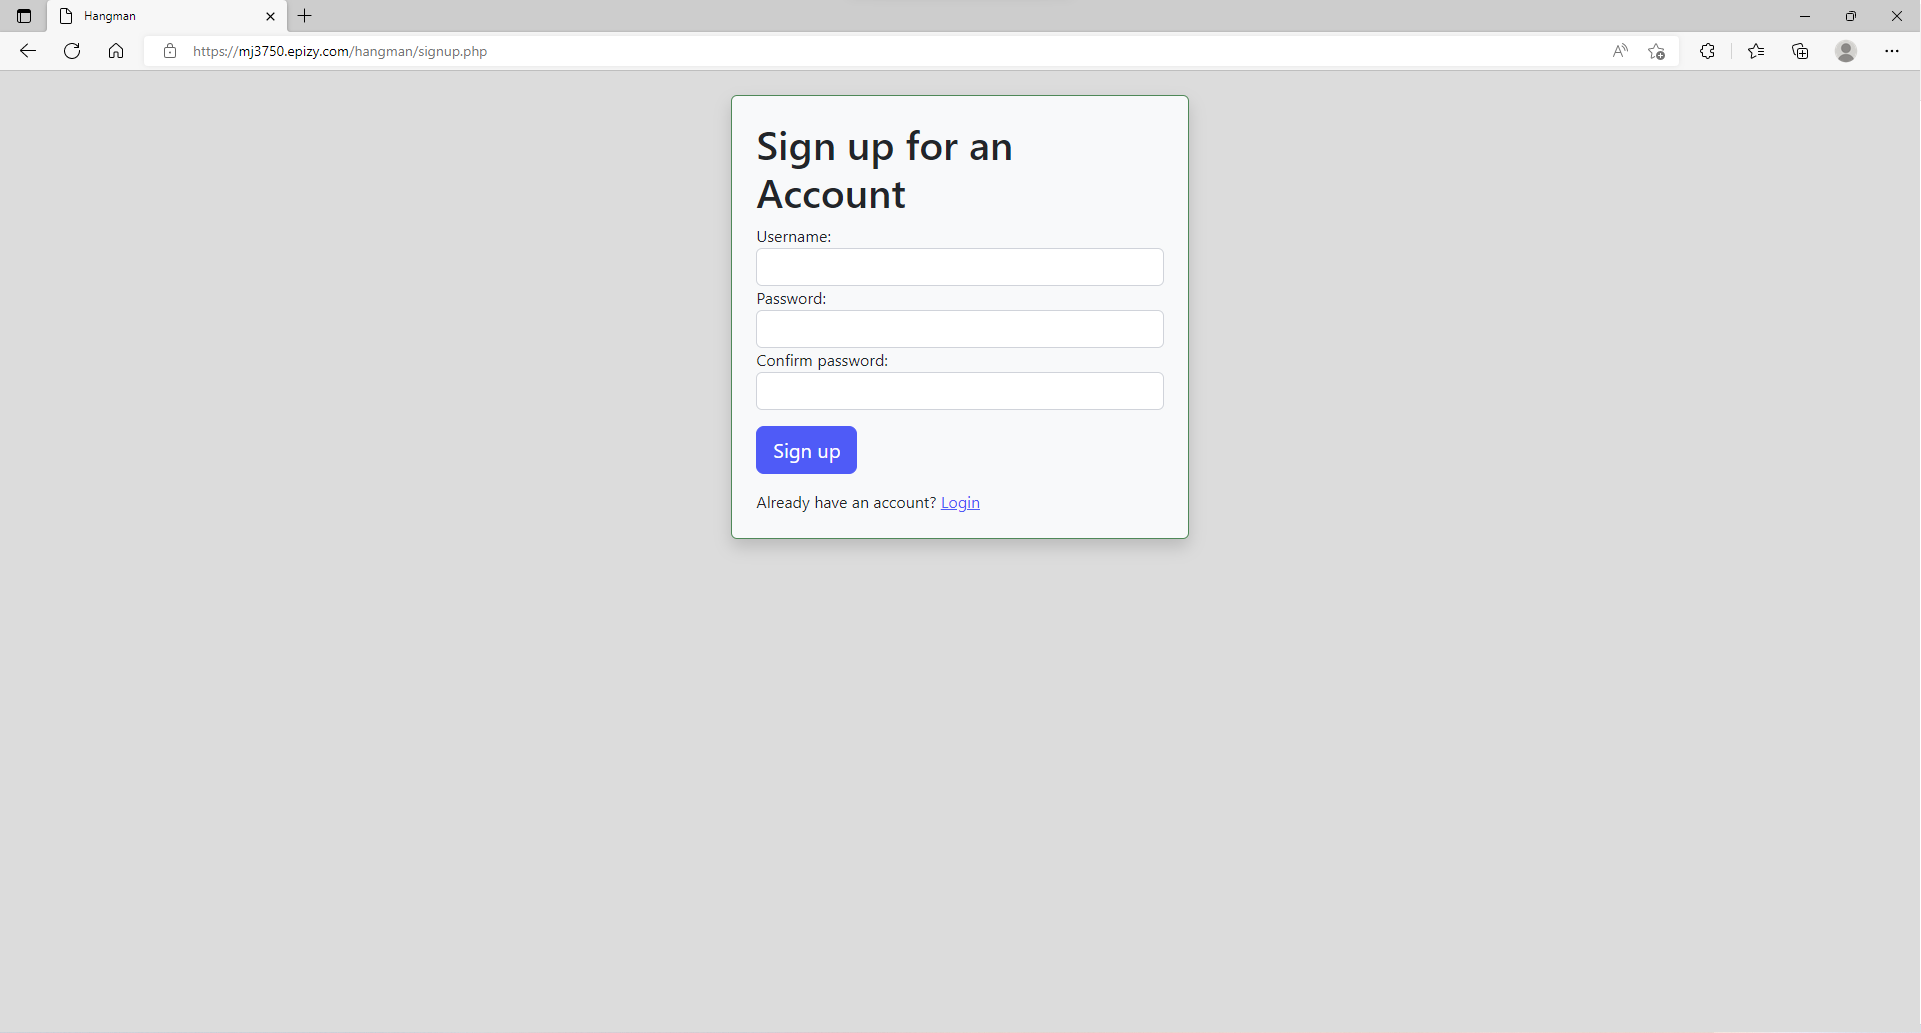 Hangman
https://mj3750.epizy.com/hangman/signup.php
Sign up for an
Account
Username:
Password:
Confirm password:
Sign up
Already have an account? Login